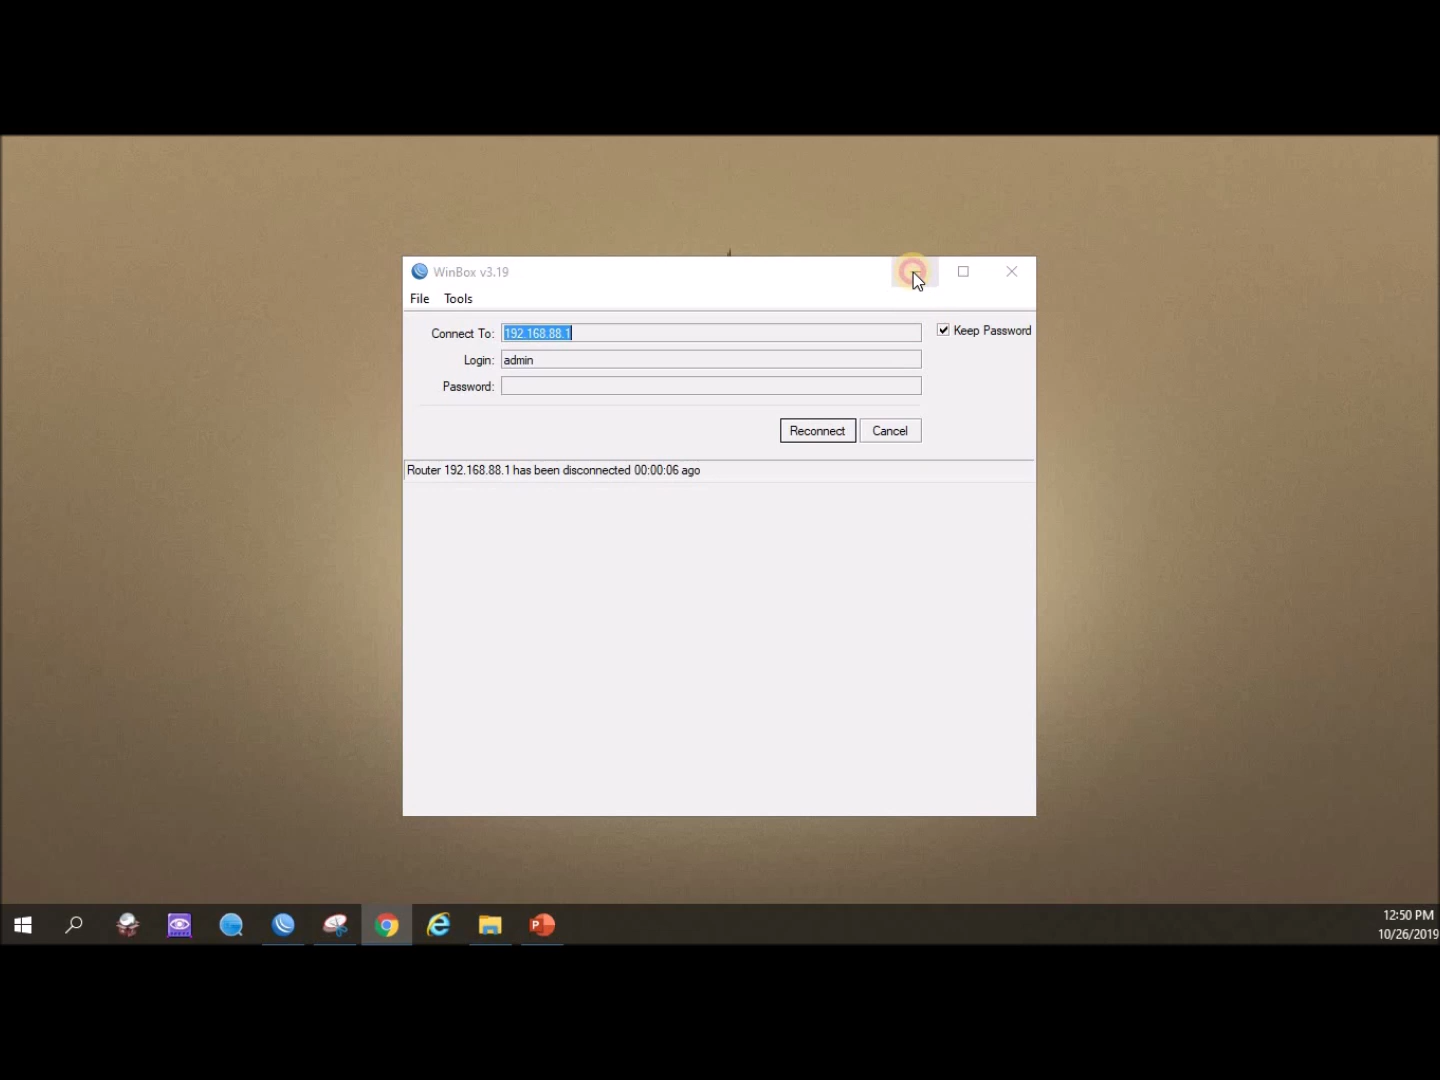 WinBox v3.19
File Tools
Connect To: 192.168.88.1 Keep Password
Login: admin
Password:
Reconnect Cancel
Router 192.168.88.1 has been disconnected 00:00:06 ago
12:50 PM
10/26/2019